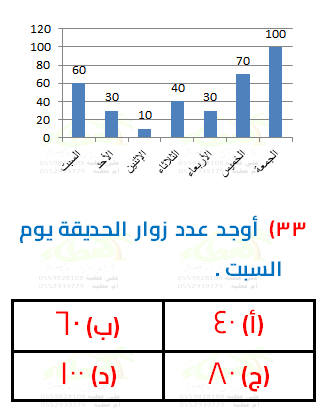 120
100
80
60
40
20
0
60
30
10
40
30
70
100
السبت
الأحد
الإثنين
الثلاثاء
الأربعاء
الخميس
الجمعة
٣٣) أوجد عدد زوار الحديقة يوم
السبت .
(أ) ٤٠
(ب) ٦٠
(ج) ٨٠
(د) ١٠٠